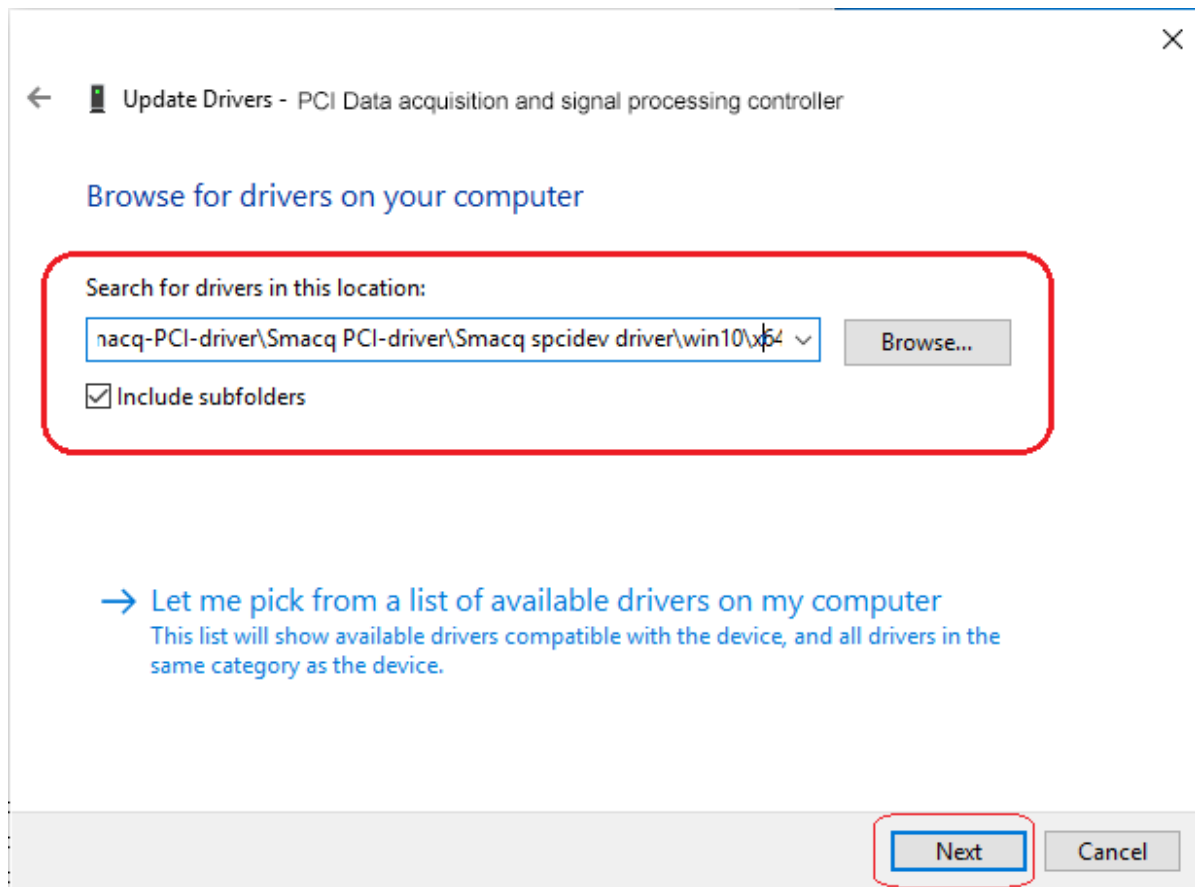 Update Drivers - PCI Data acquisition and signal processing controller
Browse for drivers on your computer
Search for drivers in this location:
nacq-PCI-driver\Smacq PCI-driver\Smacq spcidev driver\win10\x64
Browse...
Include subfolders
Let me pick from a list of available drivers on my computer
This list will show available drivers compatible with the device, and all drivers in the
same category as the device.
Next
Cancel